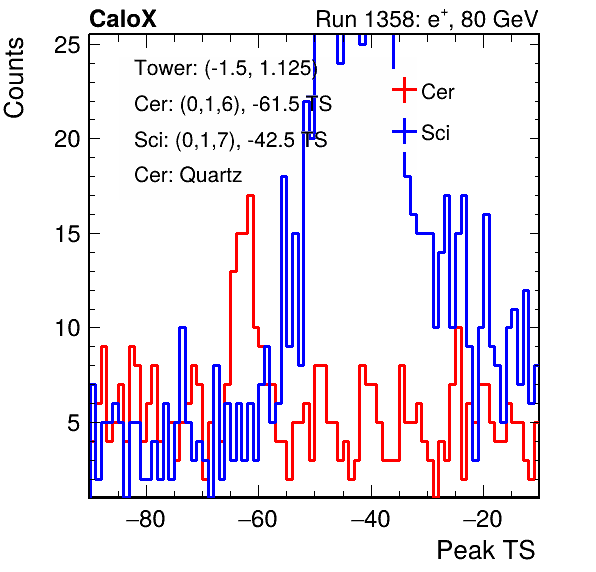 CaloX Run 1358: e+, 80 GeV
Counts
Tower: (-1.5, 1.125)
Cer: (0,1,6), -61.5 TS
Sci: (0,1,7), -42.5 TS
Cer: Quartz
Cer
Sci
25
20
15
10
5
−80 −60 −40 −20
Peak TS